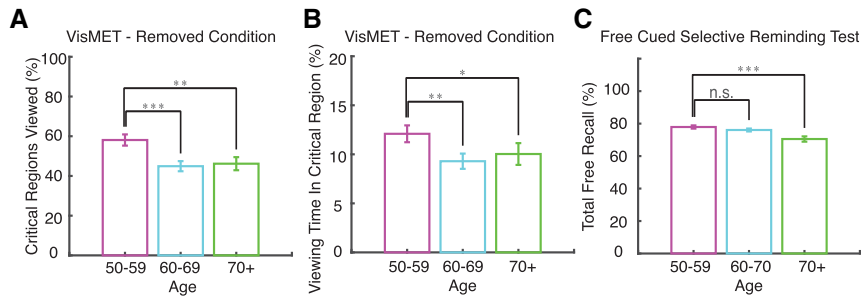 A
VisMET - Removed Condition
Critical Regions Viewed (%)
100
80
60
40
20
0
**
***
50-59 60-69 70+
Age
B
VisMET - Removed Condition
Viewing Time In Critical Region (%)
20
15
10
5
0
*
**
50-59 60-69 70+
Age
C
Free Cued Selective Reminding Test
Total Free Recall (%)
100
80
60
40
20
0
***
n.s.
50-59 60-70 70+
Age